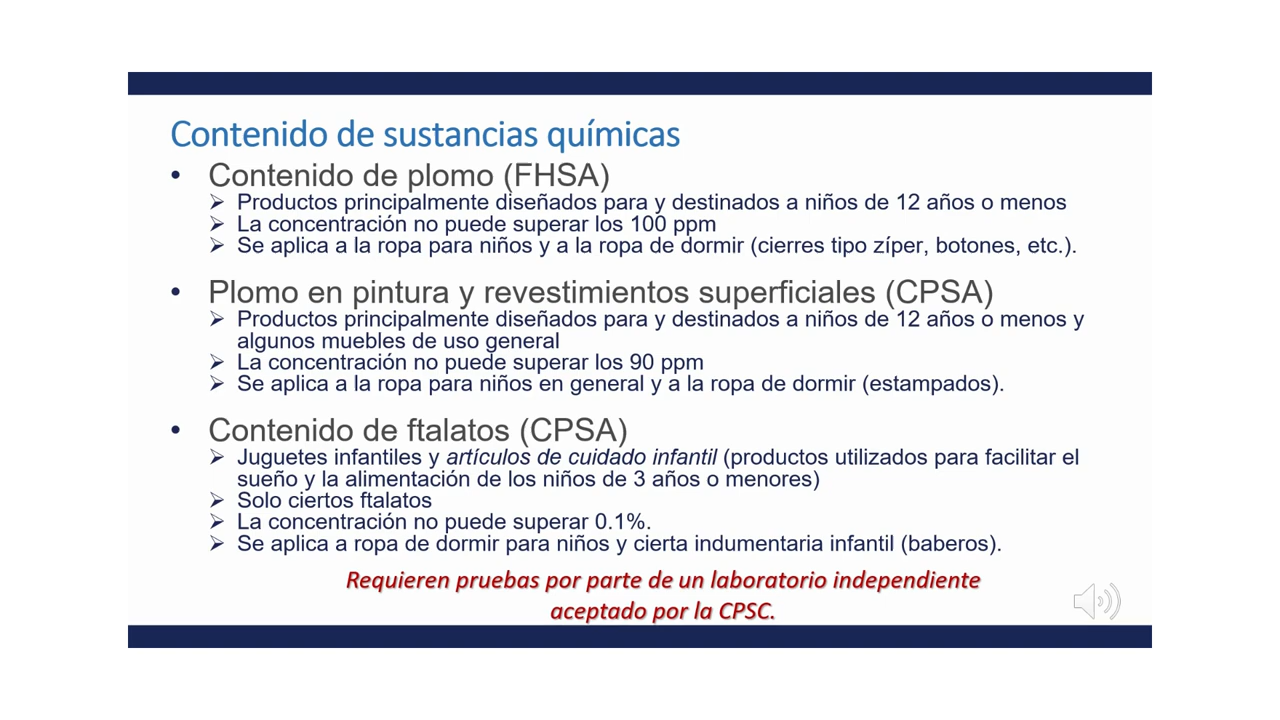 Contenido de sustancias químicas
• Contenido de plomo (FHSA)
➢ Productos principalmente diseñados para y destinados a niños de 12 años o menos
➢ La concentración no puede superar los 100 ppm
➢ Se aplica a la ropa para niños y a la ropa de dormir (cierres tipo zíper, botones, etc.).
• Plomo en pintura y revestimientos superficiales (CPSA)
➢ Productos principalmente diseñados para y destinados a niños de 12 años o menos y
algunos muebles de uso general
➢ La concentración no puede superar los 90 ppm
➢ Se aplica a la ropa para niños en general y a la ropa de dormir (estampados).
• Contenido de ftalatos (CPSA)
➢ Juguetes infantiles y artículos de cuidado infantil (productos utilizados para facilitar el
sueño y la alimentación de los niños de 3 años o menores)
➢ Solo ciertos ftalatos
➢ La concentración no puede superar 0.1%.
➢ Se aplica a ropa de dormir para niños y cierta indumentaria infantil (baberos).
Requieren pruebas por parte de un laboratorio independiente
aceptado por la CPSC.